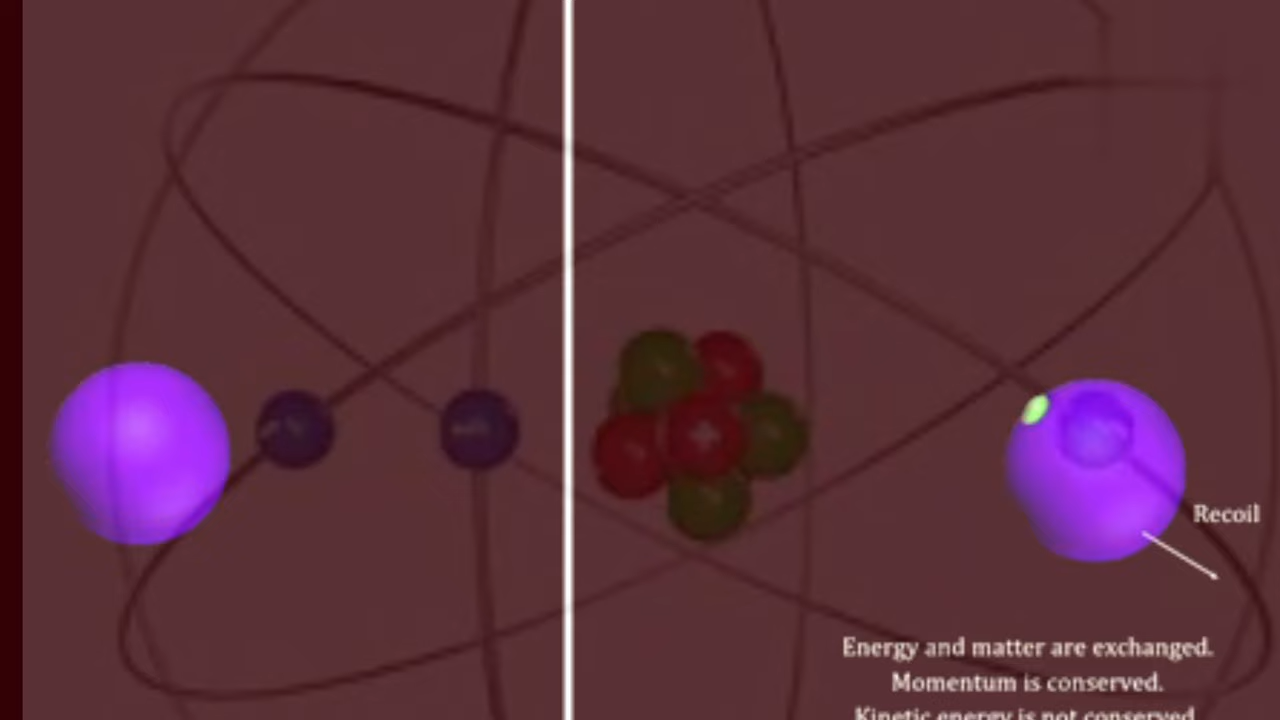 Recoil
Energy and matter are exchanged.
Momentum is conserved.
Kinetic energy is not conserved